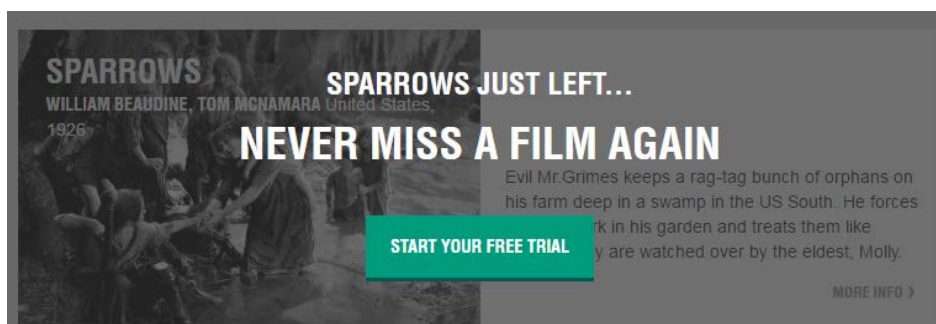 SPARROWS
WILLIAM BEAUDINE, TOM MCNAMARA United States,
1926
SPARROWS JUST LEFT...
NEVER MISS A FILM AGAIN
Evil Mr.Grimes keeps a rag-tag bunch of orphans on
his farm deep in a swamp in the US South. He forces
rk in his garden and treats them like
y are watched over by the eldest, Molly.
START YOUR FREE TRIAL
MORE INFO >